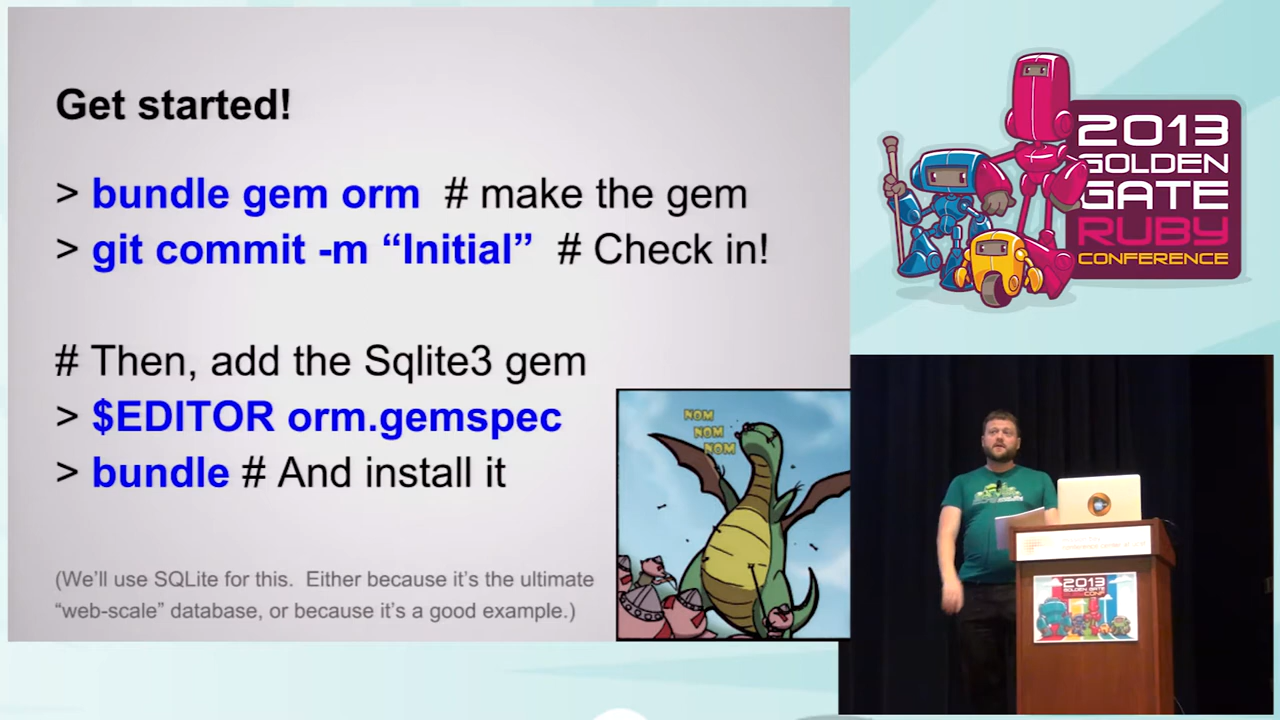 Get started!
> bundle gem orm # make the gem
> git commit -m “Initial” # Check in!
# Then, add the Sqlite3 gem
> $EDITOR orm.gemspec
> bundle # And install it
(We’ll use SQLite for this. Either because it’s the ultimate
“web-scale” database, or because it’s a good example.)
NOM
NOM
NOM
2013
GOLDEN
GATE
RUBY
CONFERENCE
2013
GOLDEN GATE
RUBY CONF